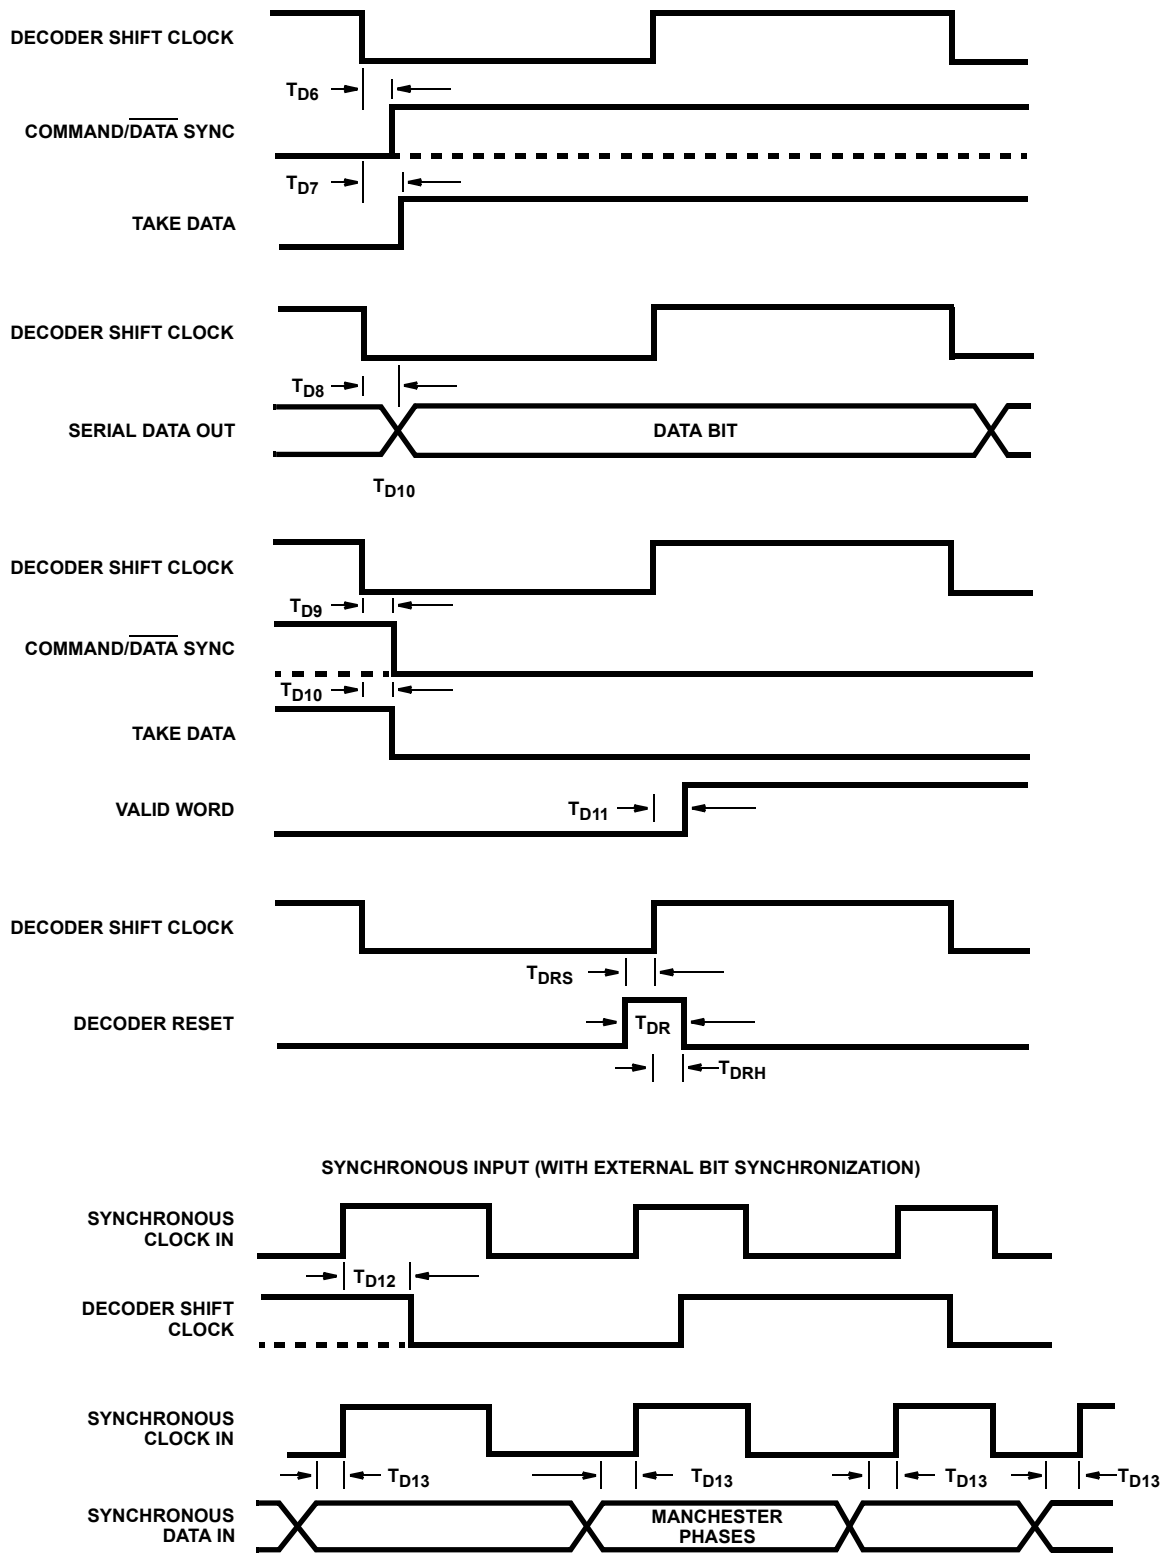 DECODER SHIFT CLOCK
TD6
COMMAND/DATA SYNC
TD7
TAKE DATA
DECODER SHIFT CLOCK
TD8
SERIAL DATA OUT
DATA BIT
TD10
DECODER SHIFT CLOCK
TD9
COMMAND/DATA SYNC
TD10
TAKE DATA
VALID WORD
TD11
DECODER SHIFT CLOCK
TDRS
DECODER RESET
TDR
TDRH
SYNCHRONOUS INPUT (WITH EXTERNAL BIT SYNCHRONIZATION)
SYNCHRONOUS
CLOCK IN
TD12
DECODER SHIFT
CLOCK
SYNCHRONOUS
CLOCK IN
TD13 TD13 TD13 TD13
SYNCHRONOUS
DATA IN
MANCHESTER
PHASES